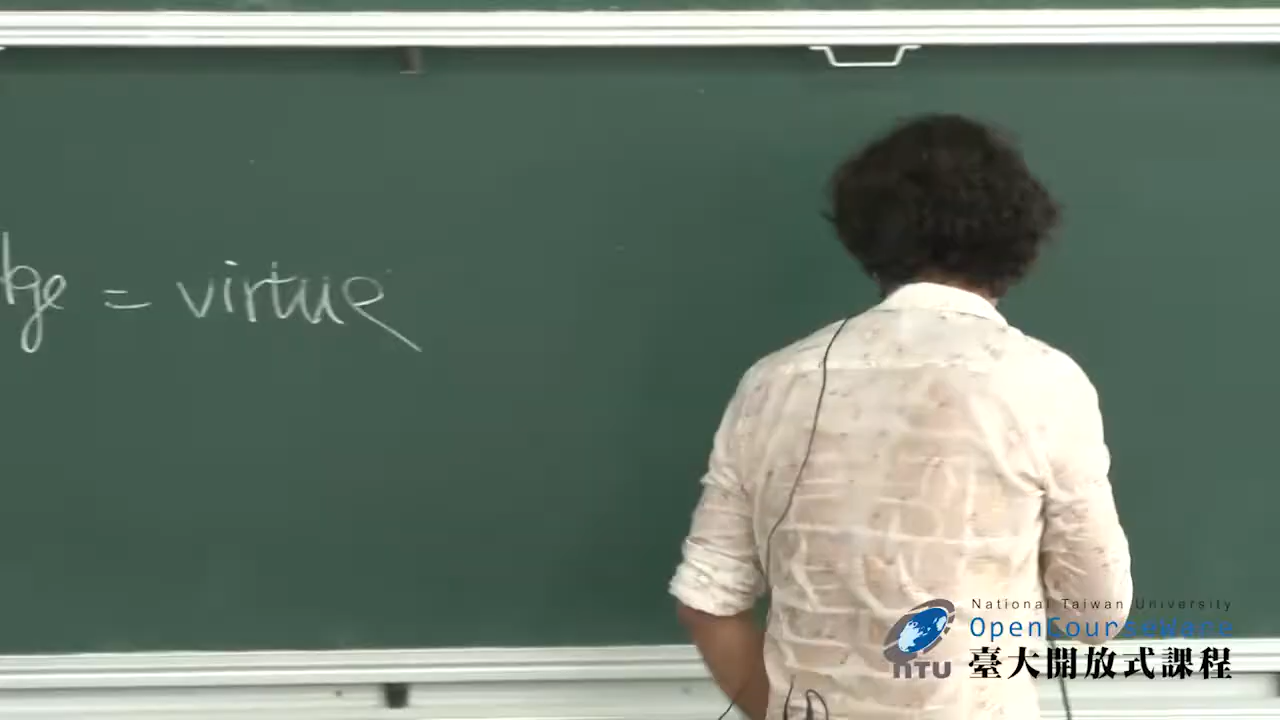 dge = virtue
National Taiwan University
OpenCourseWare
NTU
臺大開放式課程